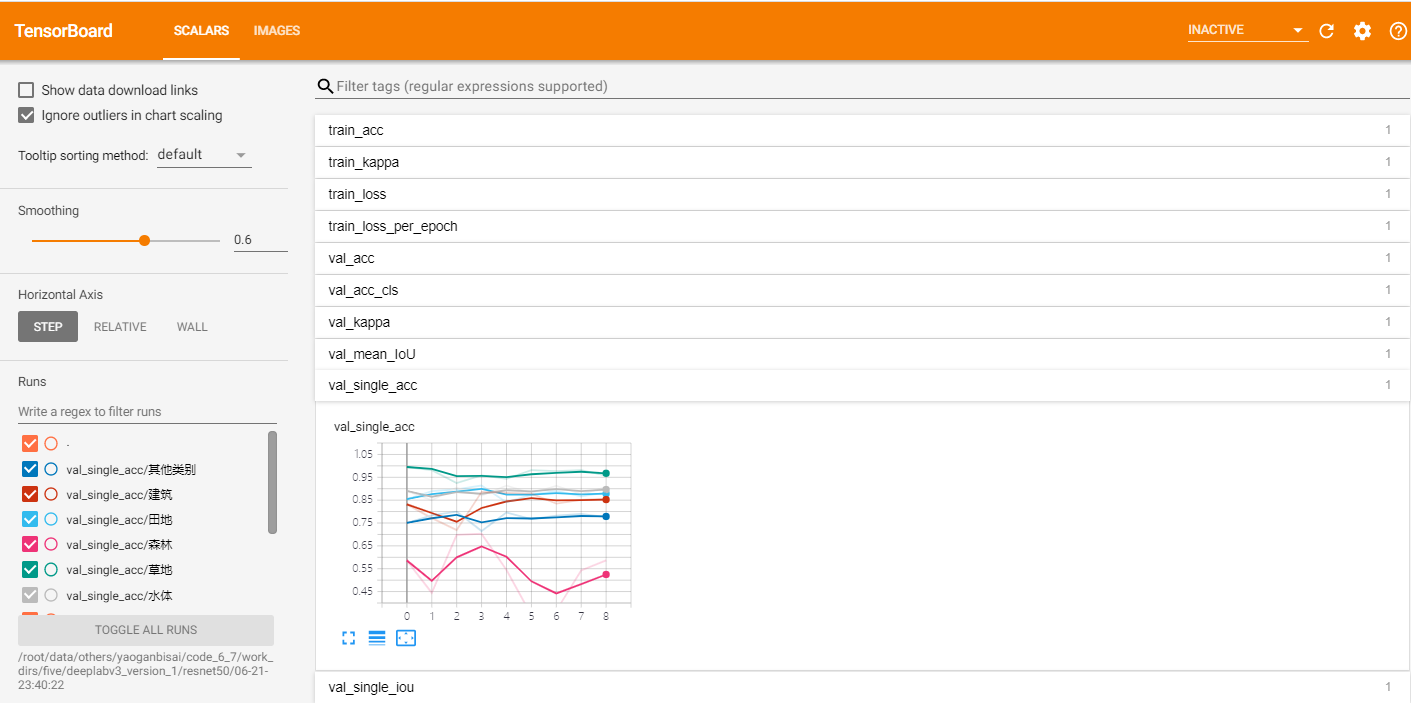 TensorBoard SCALARS IMAGES INACTIVE
Show data download links
Ignore outliers in chart scaling
Tooltip sorting method: default
Smoothing
0.6
Horizontal Axis
STEP RELATIVE WALL
Runs
Write a regex to filter runs
.
val_single_acc/其他类别
val_single_acc/建筑
val_single_acc/田地
val_single_acc/森林
val_single_acc/草地
val_single_acc/水体
TOGGLE ALL RUNS
/root/data/others/yaoganbisai/code_6_7/work_
dirs/five/deeplabv3_version_1/resnet50/06-21-
23:40:22
Filter tags (regular expressions supported)
train_acc 1
train_kappa 1
train_loss 1
train_loss_per_epoch 1
val_acc 1
val_acc_cls 1
val_kappa 1
val_mean_IoU 1
val_single_acc 1
val_single_acc
1.05
0.95
0.85
0.75
0.65
0.55
0.45
0 1 2 3 4 5 6 7 8
val_single_iou 1